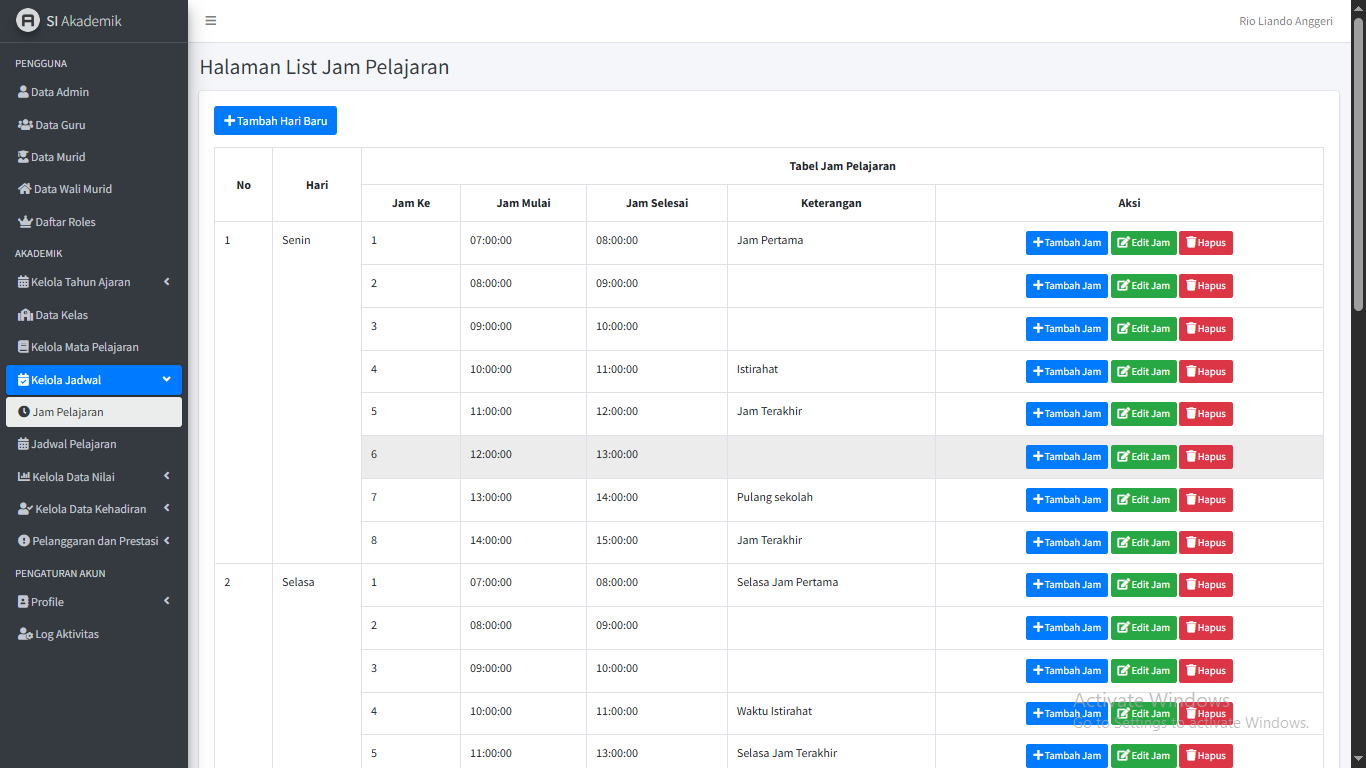 SI Akademik
Rio Liando Anggeri
PENGGUNA
Data Admin
Data Guru
Data Murid
Data Wali Murid
Daftar Roles
AKADEMIK
Kelola Tahun Ajaran
Data Kelas
Kelola Mata Pelajaran
Kelola Jadwal
Jam Pelajaran
Jadwal Pelajaran
Kelola Data Nilai
Kelola Data Kehadiran
Pelanggaran dan Prestasi
PENGATURAN AKUN
Profile
Log Aktivitas
Halaman List Jam Pelajaran
Tambah Hari Baru
No Hari Tabel Jam Pelajaran
Jam Ke Jam Mulai Jam Selesai Keterangan Aksi
1 Senin 1 07:00:00 08:00:00 Jam Pertama Tambah Jam Edit Jam Hapus
2 08:00:00 09:00:00 Tambah Jam Edit Jam Hapus
3 09:00:00 10:00:00 Tambah Jam Edit Jam Hapus
4 10:00:00 11:00:00 Istirahat Tambah Jam Edit Jam Hapus
5 11:00:00 12:00:00 Jam Terakhir Tambah Jam Edit Jam Hapus
6 12:00:00 13:00:00 Tambah Jam Edit Jam Hapus
7 13:00:00 14:00:00 Pulang sekolah Tambah Jam Edit Jam Hapus
8 14:00:00 15:00:00 Jam Terakhir Tambah Jam Edit Jam Hapus
2 Selasa 1 07:00:00 08:00:00 Selasa Jam Pertama Tambah Jam Edit Jam Hapus
2 08:00:00 09:00:00 Tambah Jam Edit Jam Hapus
3 09:00:00 10:00:00 Tambah Jam Edit Jam Hapus
4 10:00:00 11:00:00 Waktu Istirahat Tambah Jam Edit Jam Hapus
5 11:00:00 13:00:00 Selasa Jam Terakhir Tambah Jam Edit Jam Hapus
Activate Windows
Go to Settings to activate Windows.